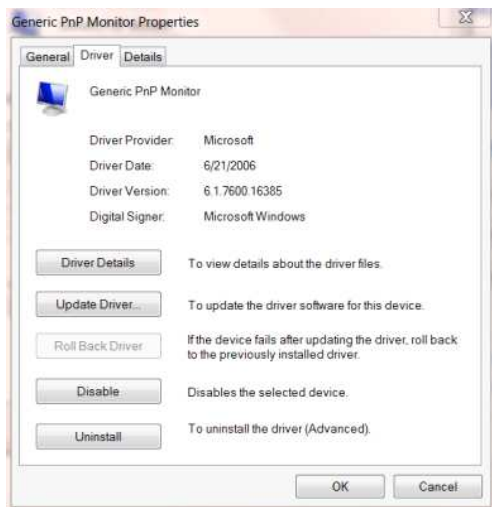 Generic PnP Monitor Properties
General Driver Details
Generic PnP Monitor
Driver Provider: Microsoft
Driver Date: 6/21/2006
Driver Version: 6.1.7600.16385
Digital Signer: Microsoft Windows
Driver Details To view details about the driver files.
Update Driver... To update the driver software for this device.
Roll Back Driver If the device fails after updating the driver, roll back
to the previously installed driver.
Disable Disables the selected device.
Uninstall To uninstall the driver (Advanced).
OK Cancel